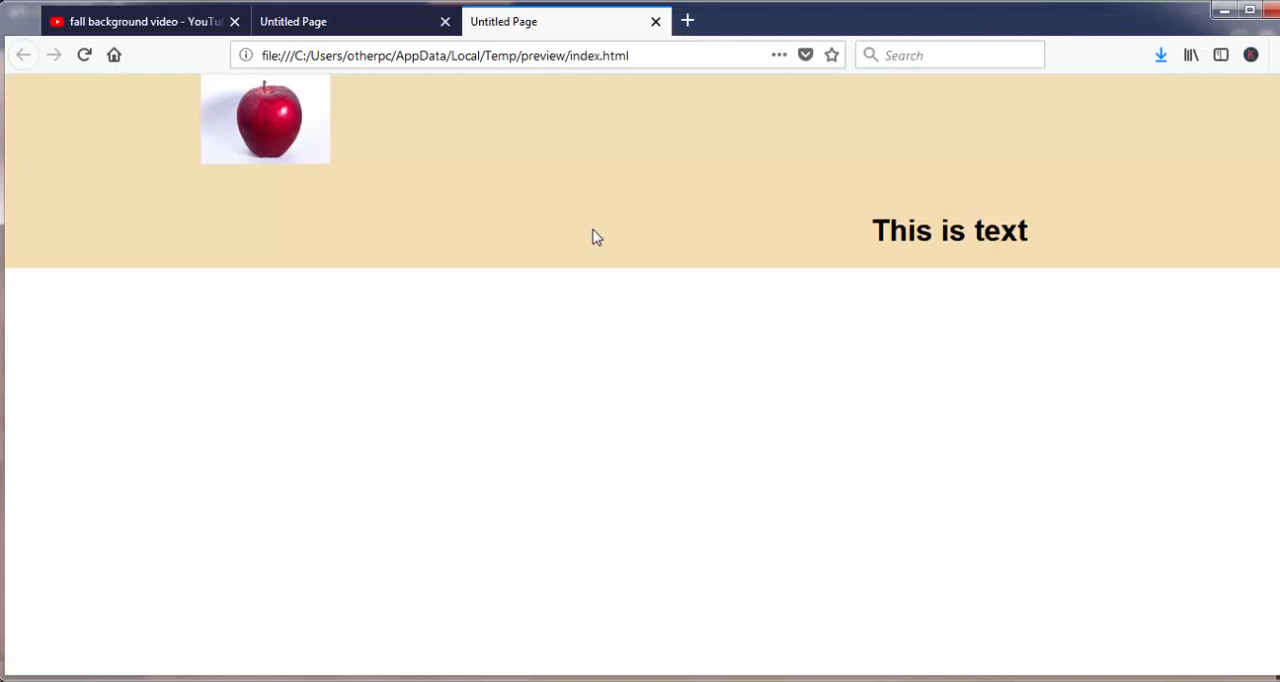 fall background video - YouTu
Untitled Page
Untitled Page
file:///C:/Users/otherpc/AppData/Local/Temp/preview/index.html
Search
K
This is text